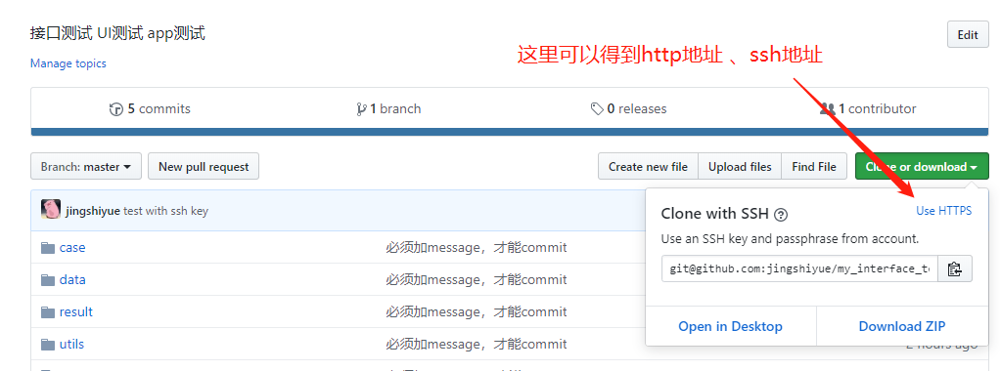 接口测试 UI测试 app测试
Edit
这里可以得到http地址 、ssh地址
Manage topics
5 commits
1 branch
0 releases
1 contributor
Branch: master
New pull request
Create new file
Upload files
Find File
Clone or download
jingshiyue test with ssh key
Clone with SSH
Use HTTPS
Use an SSH key and passphrase from account.
case
必须加message，才能commit
git@github.com:jingshiyue/my_interface_t
data
必须加message，才能commit
result
必须加message，才能commit
Open in Desktop
Download ZIP
utils
必须加message，才能commit
2 hours ago